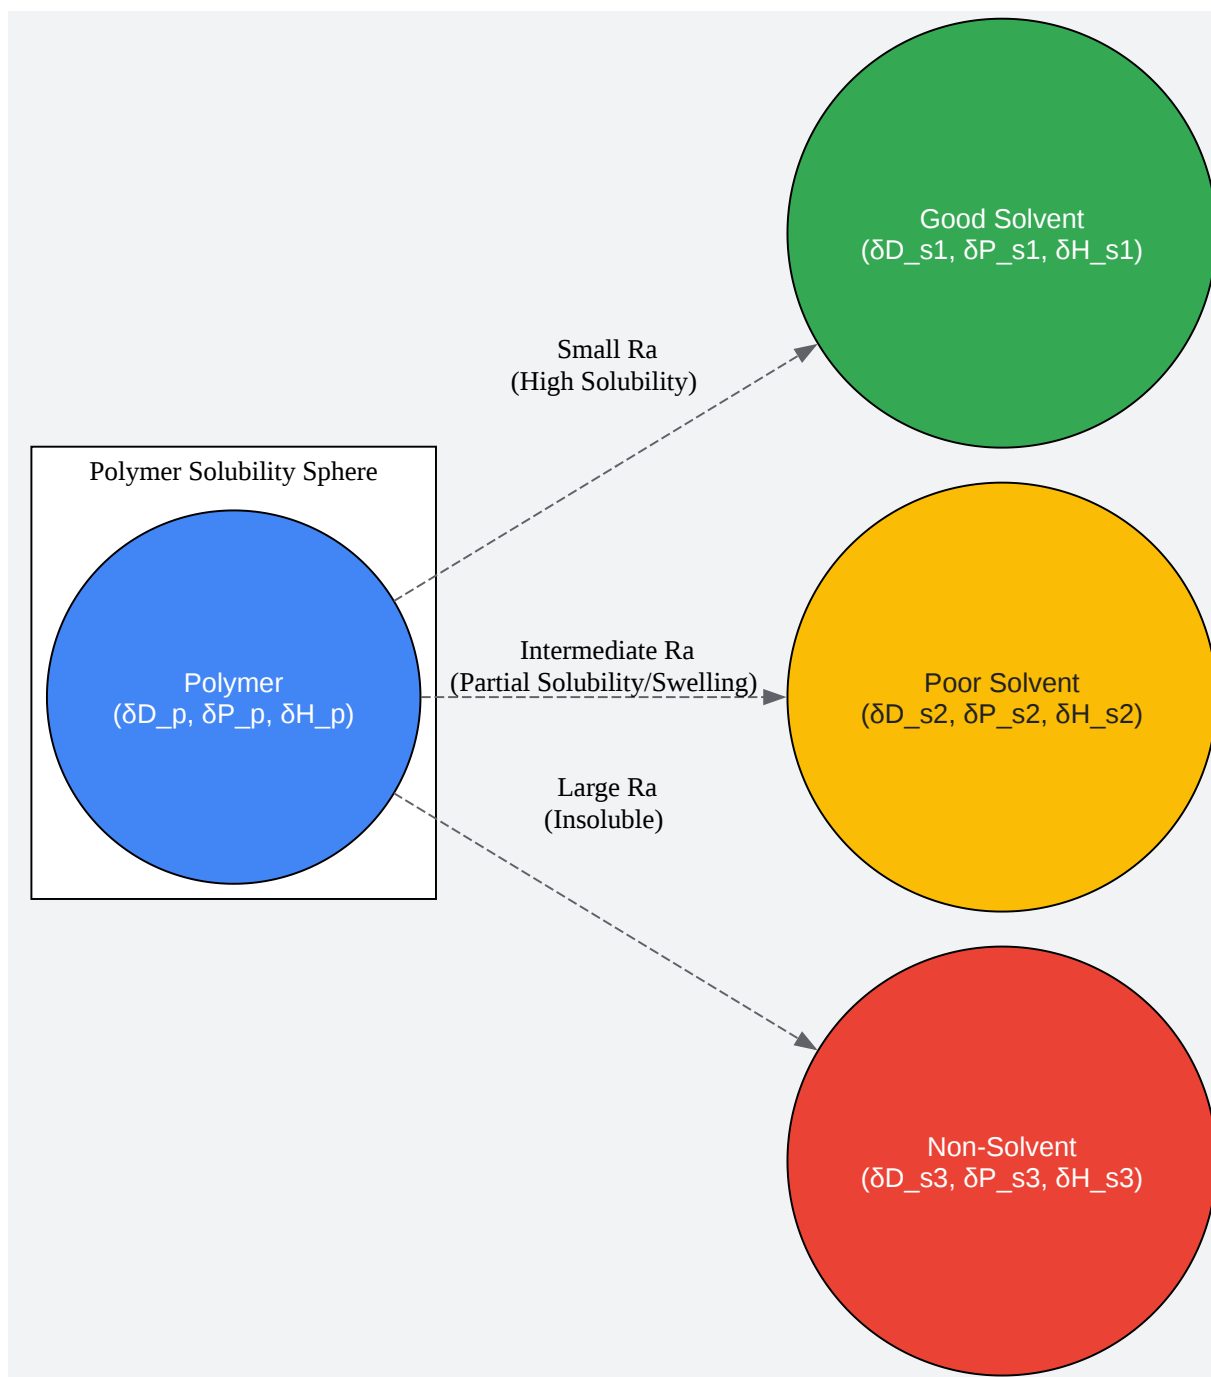 Good Solvent
(δD_s1, δP_s1, δH_s1)
Small Ra
(High Solubility)
Polymer Solubility Sphere
Polymer
(δD_p, δP_p, δH_p)
Intermediate Ra
(Partial Solubility/Swelling)
Poor Solvent
(δD_s2, δP_s2, δH_s2)
Large Ra
(Insoluble)
Non-Solvent
(δD_s3, δP_s3, δH_s3)